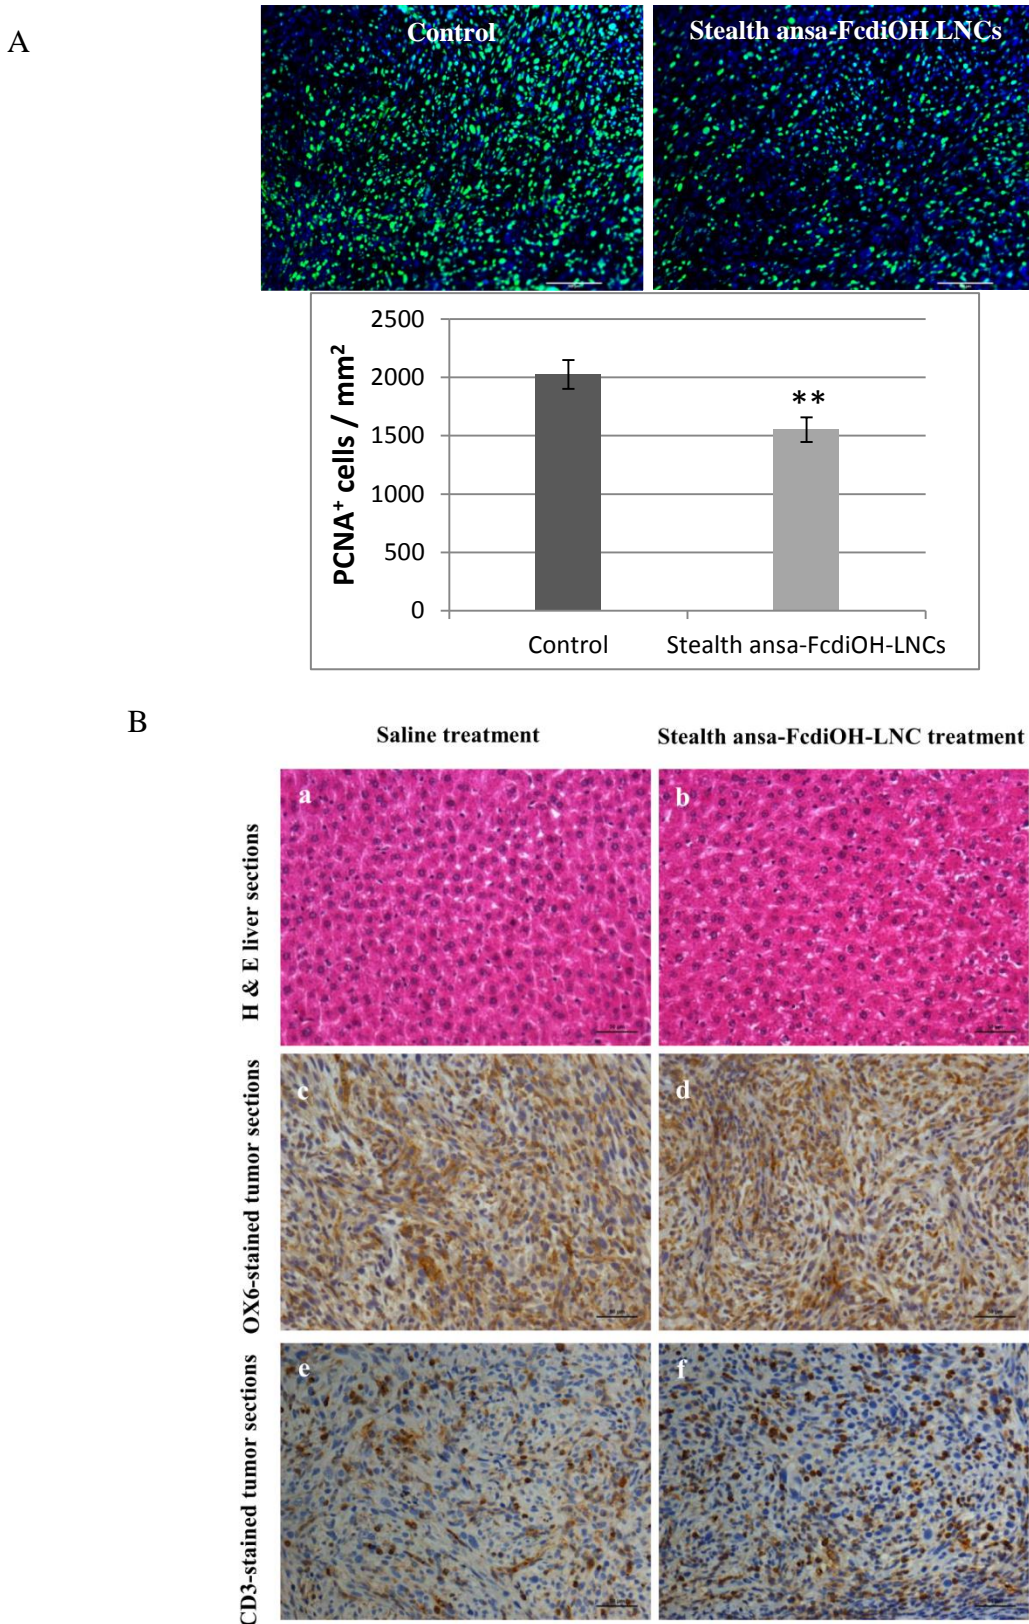 A
Control
Stealth ansa-FcdiOH LNCs
PCNA⁺ cells / mm²
2500
2000
1500
1000
500
0
**
Control
Stealth ansa-FcdiOH-LNCs
B
Saline treatment
Stealth ansa-FcdiOH-LNC treatment
H & E liver sections
a
b
OX6-stained tumor sections
c
d
CD3-stained tumor sections
e
f